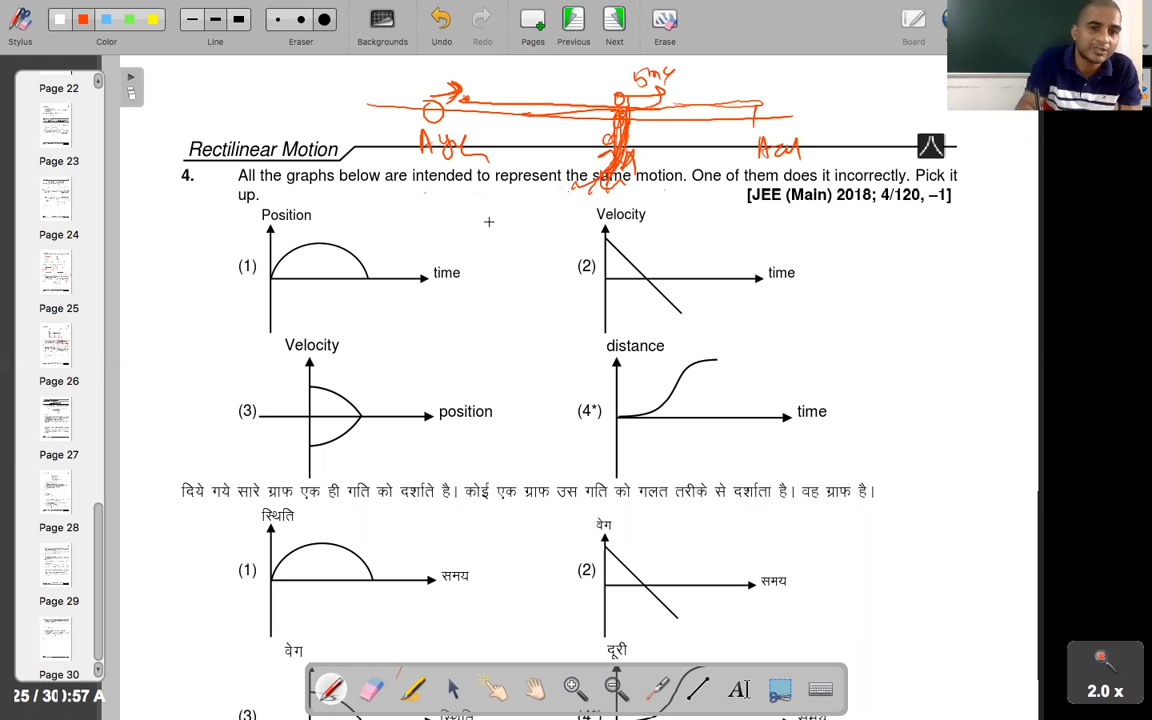 Stylus
Color
Line
Eraser
Backgrounds
Undo
Redo
Pages
Previous
Next
Erase
Board
Page 22
Page 23
Page 24
Page 25
Page 26
Page 27
Page 28
Page 29
Page 30
Rectilinear Motion
4. All the graphs below are intended to represent the same motion. One of them does it incorrectly. Pick it
up. [JEE (Main) 2018; 4/120, –1]
Position
(1)
time
Velocity
(2)
time
Velocity
(3)
position
distance
(4*)
time
दिये गये सारे ग्राफ एक ही गति को दर्शाते है। कोई एक ग्राफ उस गति को गलत तरीके से दर्शाता है। वह ग्राफ है।
स्थिति
(1)
समय
वेग
(2)
समय
वेग
(3)
स्थिति
दूरी
(4*)
समय
2.0 x